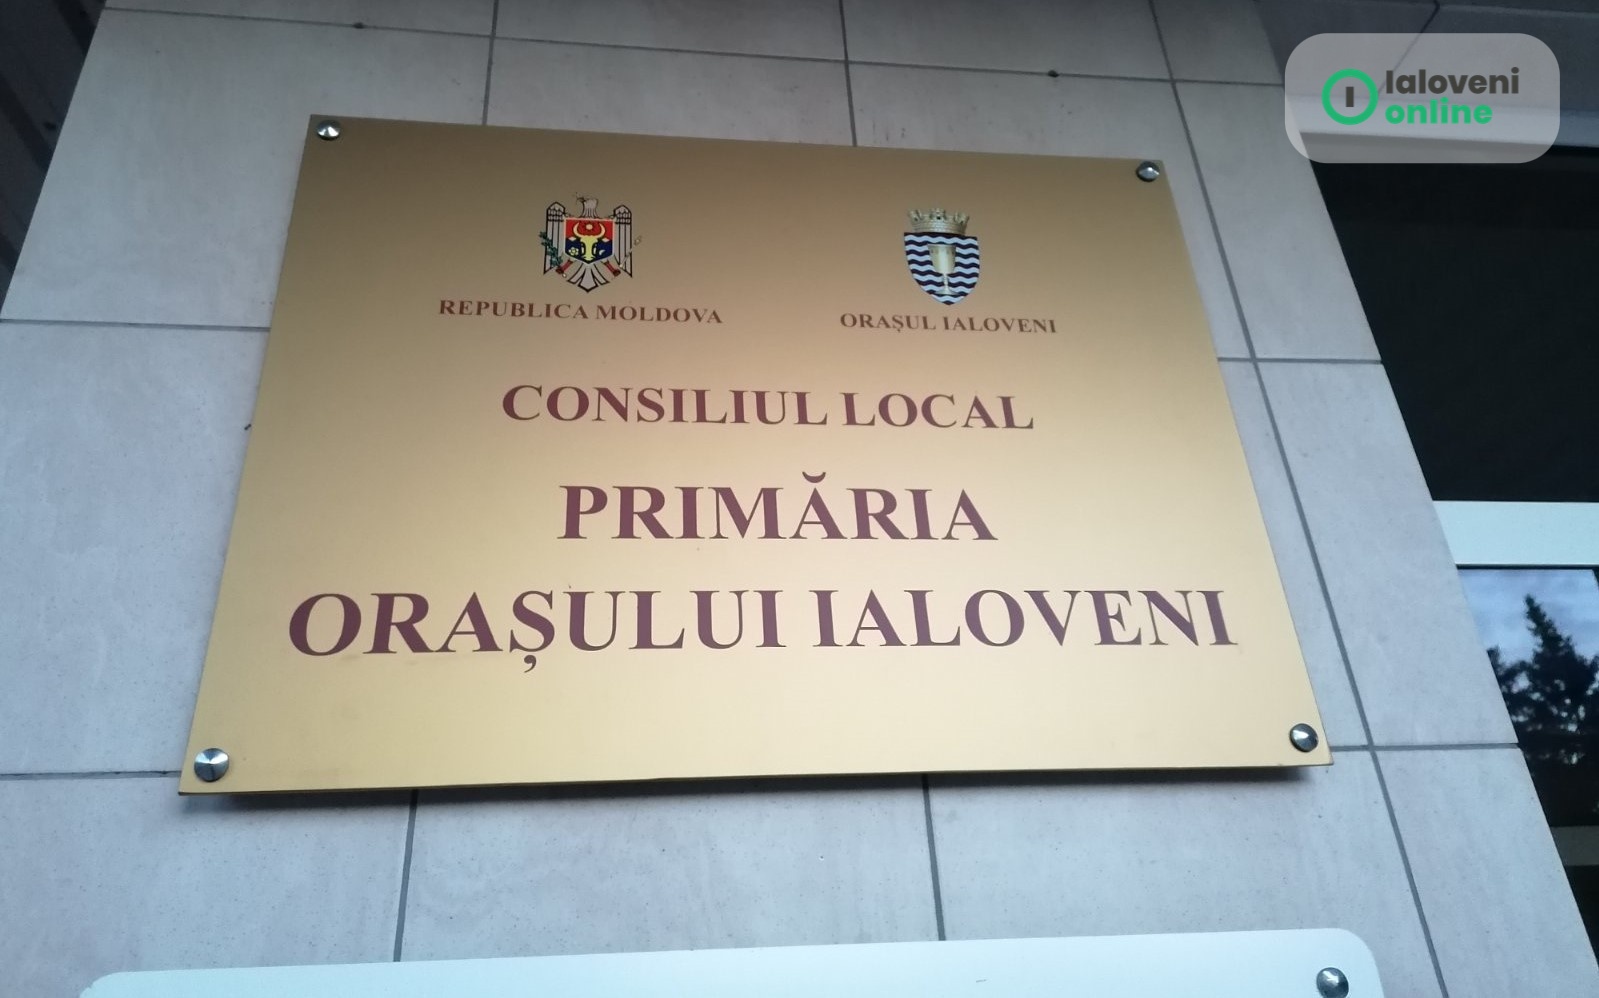 Ialoveni
online
REPUBLICA MOLDOVA
ORAȘUL IALOVENI
CONSILIUL LOCAL
PRIMĂRIA
ORAȘULUI IALOVENI